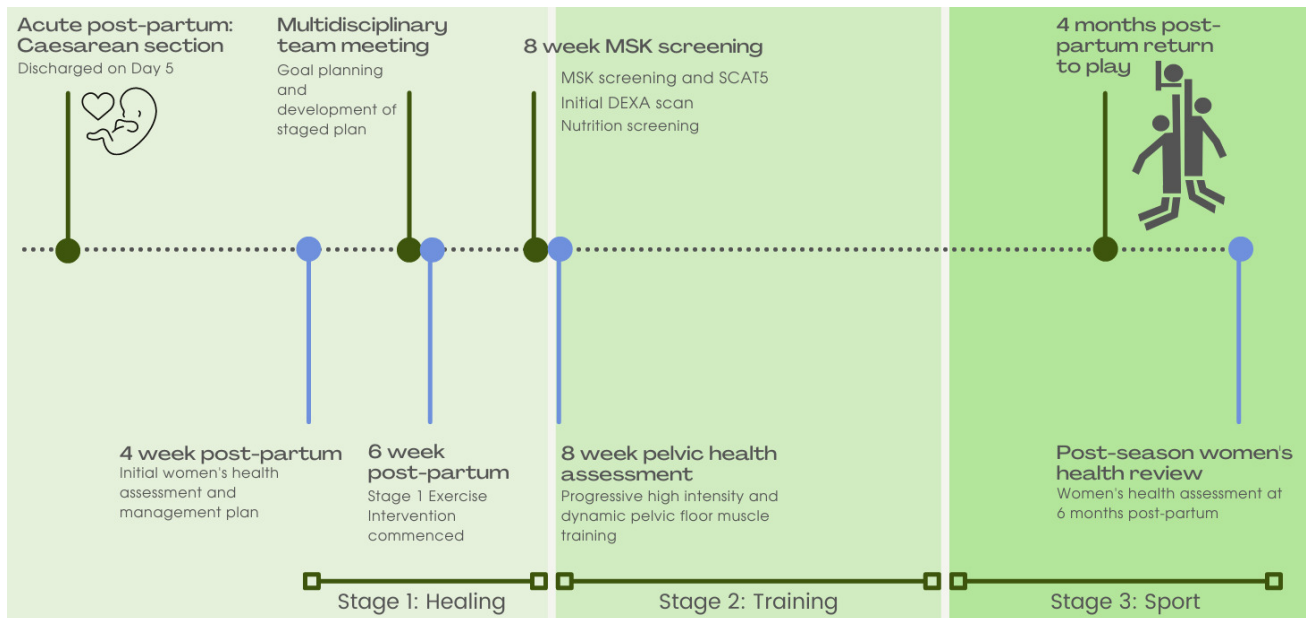 Acute post-partum:
Caesarean section
Discharged on Day 5
Multidisciplinary
team meeting
Goal planning
and
development of
staged plan
8 week MSK screening
MSK screening and SCAT5
Initial DEXA scan
Nutrition screening
4 months post-
partum return
to play
4 week post-partum
Initial women's health
assessment and
management plan
6 week
post-partum
Stage 1 Exercise
Intervention
commenced
8 week pelvic health
assessment
Progressive high intensity and
dynamic pelvic floor muscle
training
Post-season women's
health review
Women's health assessment at
6 months post-partum
Stage 1: Healing
Stage 2: Training
Stage 3: Sport